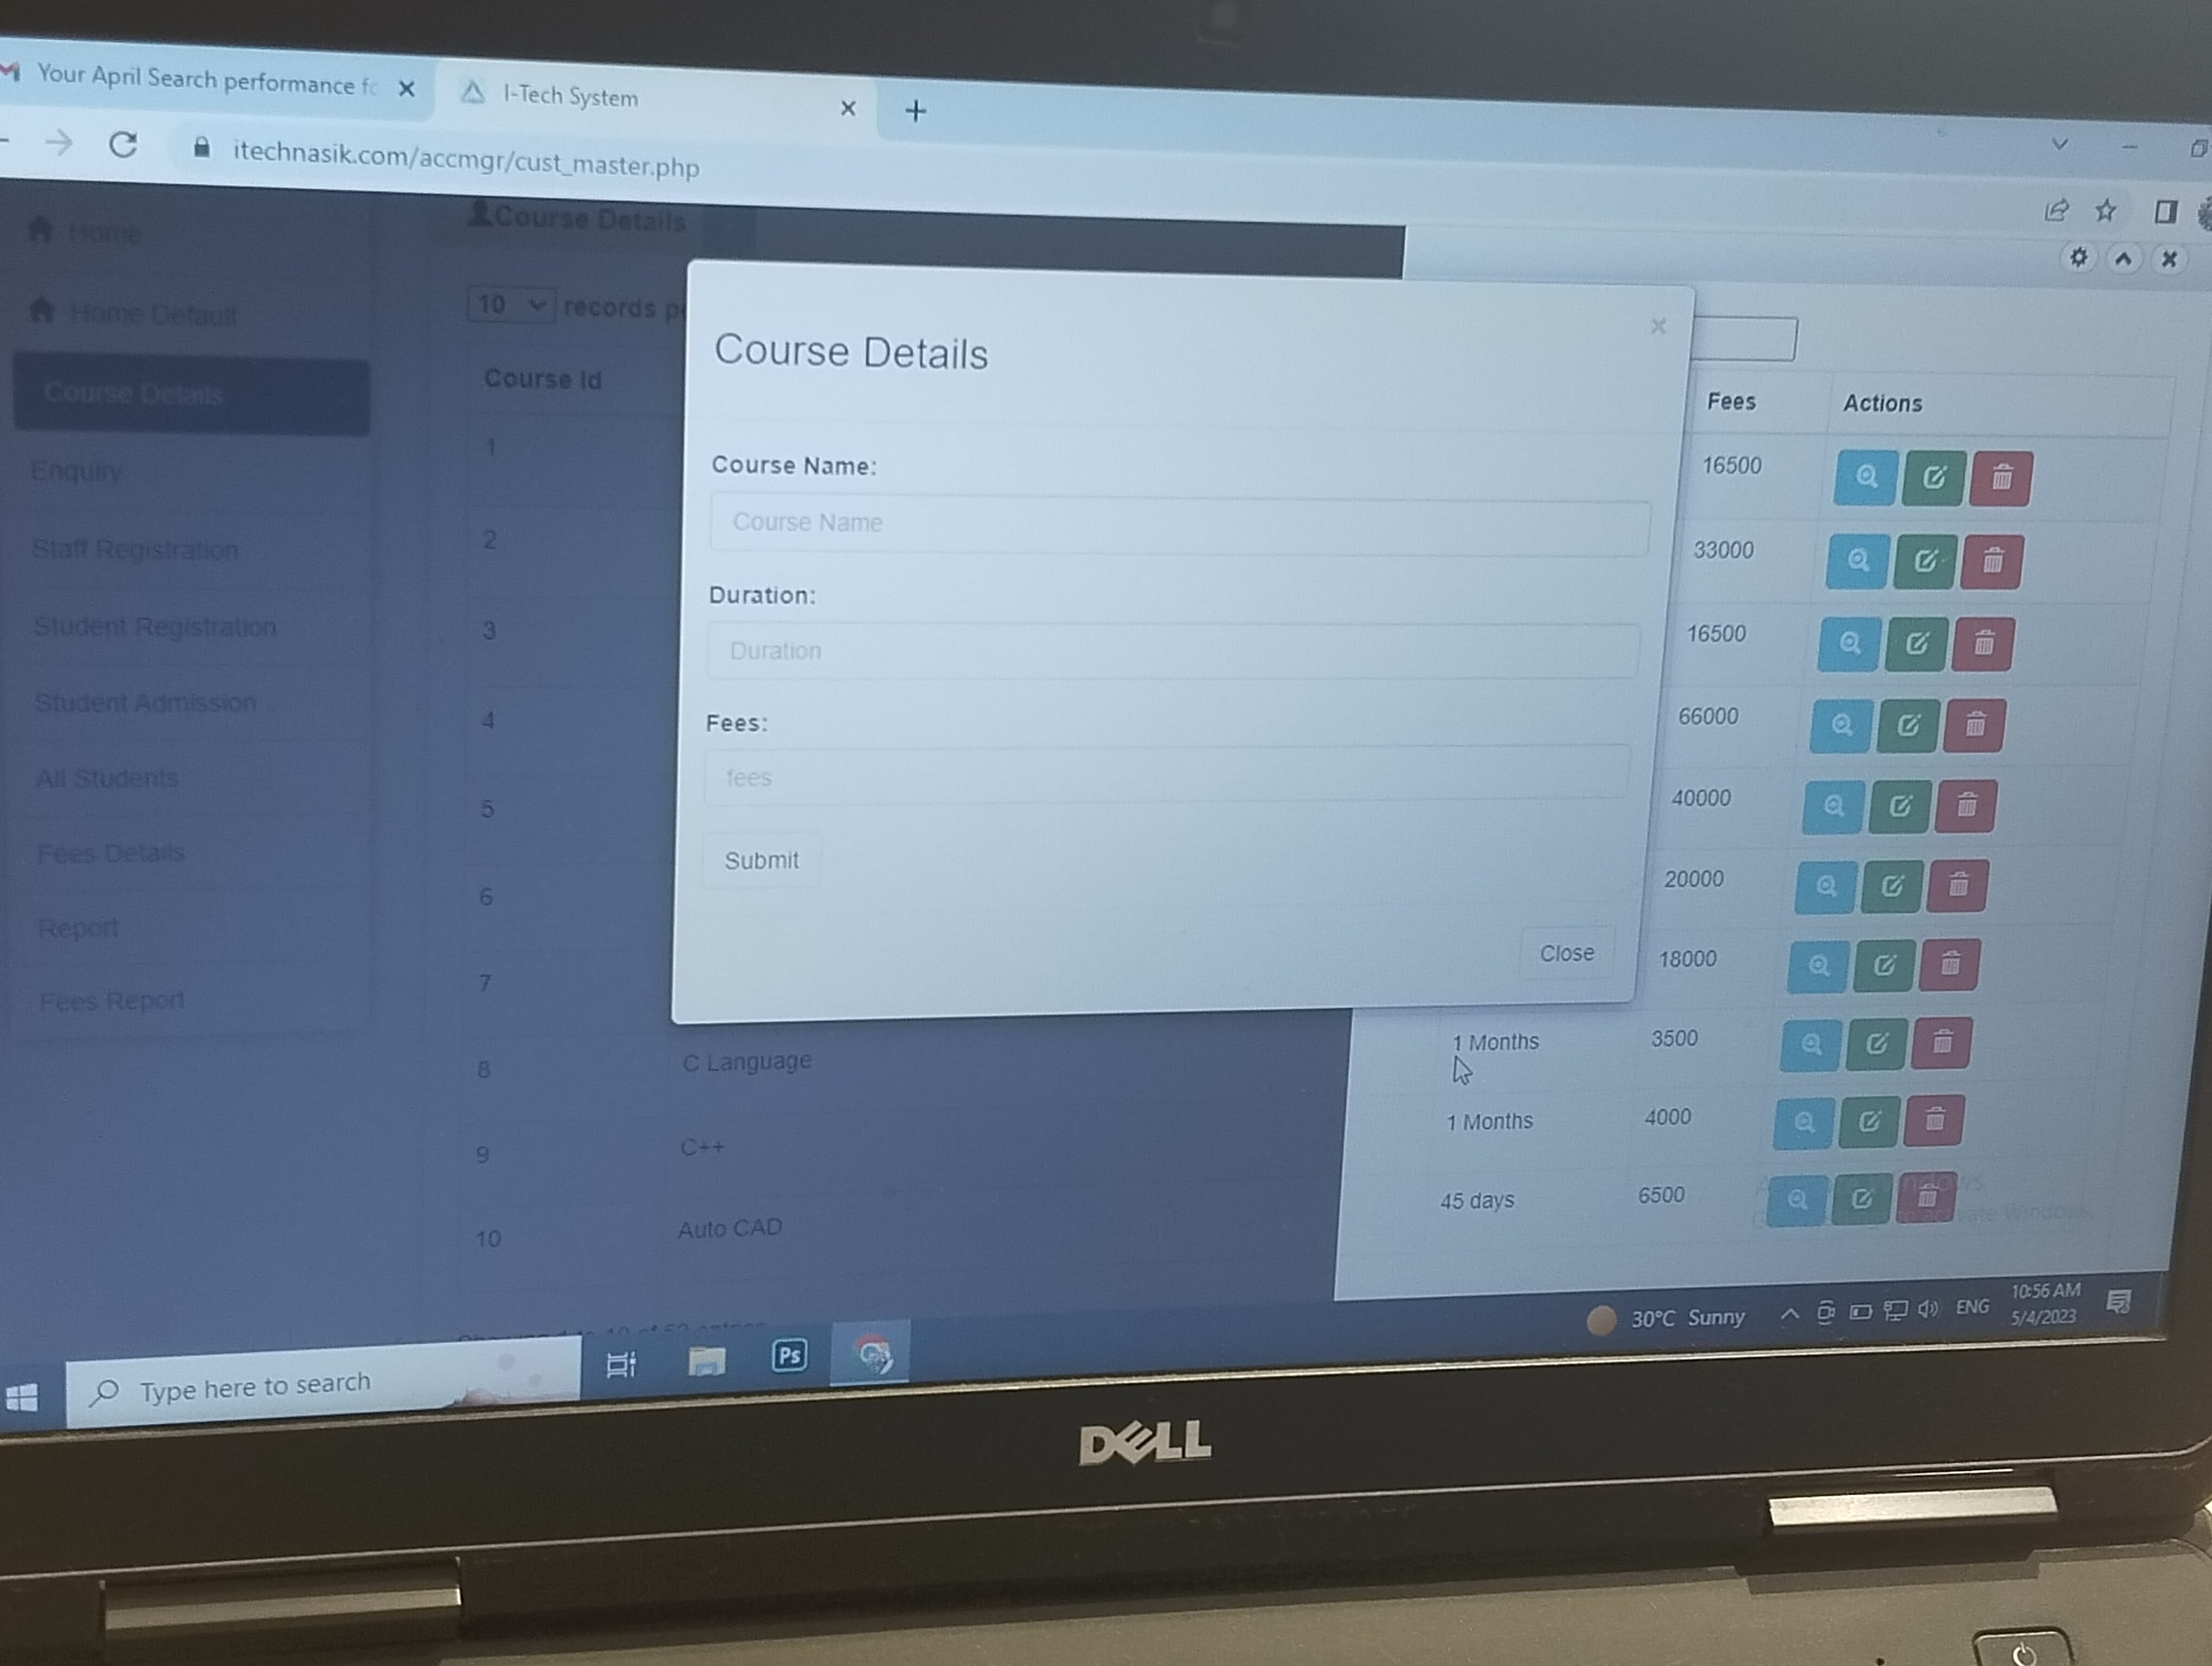 Your April Search performance fo
I-Tech System
itechnasik.com/accmgr/cust_master.php
Home
Home Default
Course Details
Enquiry
Staff Registration
Student Registration
Student Admission
All Students
Fees Details
Report
Fees Report
Course Details
10 records p
Course Id
Fees
Actions
1
16500
2
33000
3
16500
4
66000
5
40000
6
20000
7
18000
8
C Language
1 Months
3500
9
C++
1 Months
4000
10
Auto CAD
45 days
6500
Course Details
Course Name:
Course Name
Duration:
Duration
Fees:
fees
Submit
Close
Type here to search
Ps
30°C Sunny
ENG
10:56 AM
5/4/2023
DELL